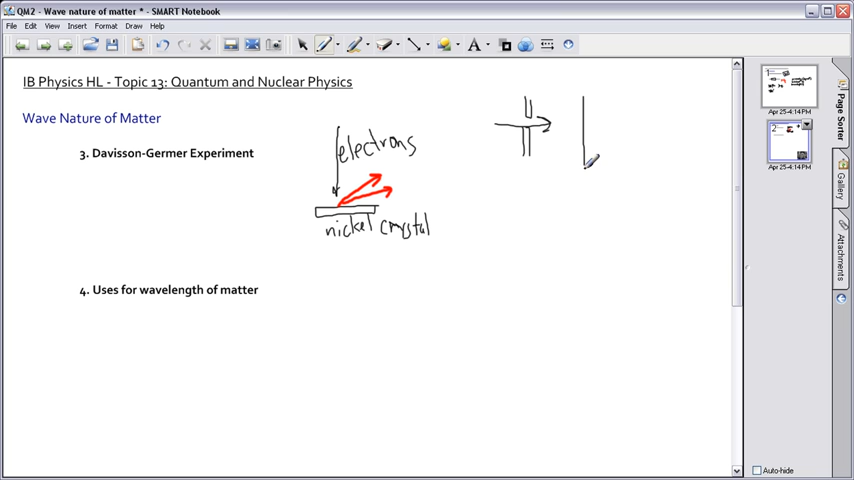 QM2 - Wave nature of matter * - SMART Notebook
File Edit View Insert Format Draw Help
IB Physics HL - Topic 13: Quantum and Nuclear Physics
Wave Nature of Matter
3. Davisson-Germer Experiment
electrons
nickel crystal
4. Uses for wavelength of matter
Apr 25-4:14 PM
Apr 25-4:14 PM
Page Sorter
Gallery
Attachments
Auto-hide